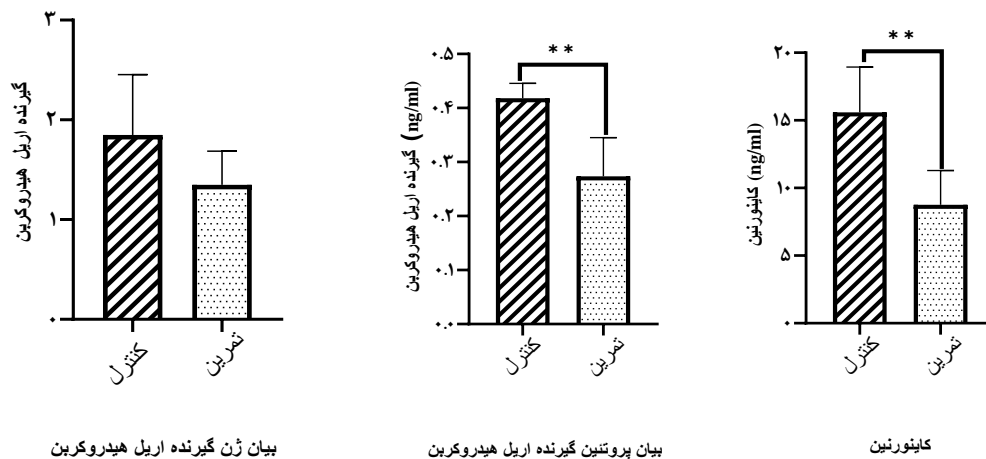 گیرنده اریل هیدروکربن
۳
۲
۱
۰
کنترل
تمرین
بیان ژن گیرنده اریل هیدروکربن
گیرنده اریل هیدروکربن (ng/ml)
**
۰.۵
۰.۴
۰.۳
۰.۲
۰.۱
۰.۰
کنترل
تمرین
بیان پروتئین گیرنده اریل هیدروکربن
کاینورنین (ng/ml)
**
۲۰
۱۵
۱۰
۵
۰
کنترل
تمرین
کاینورنین